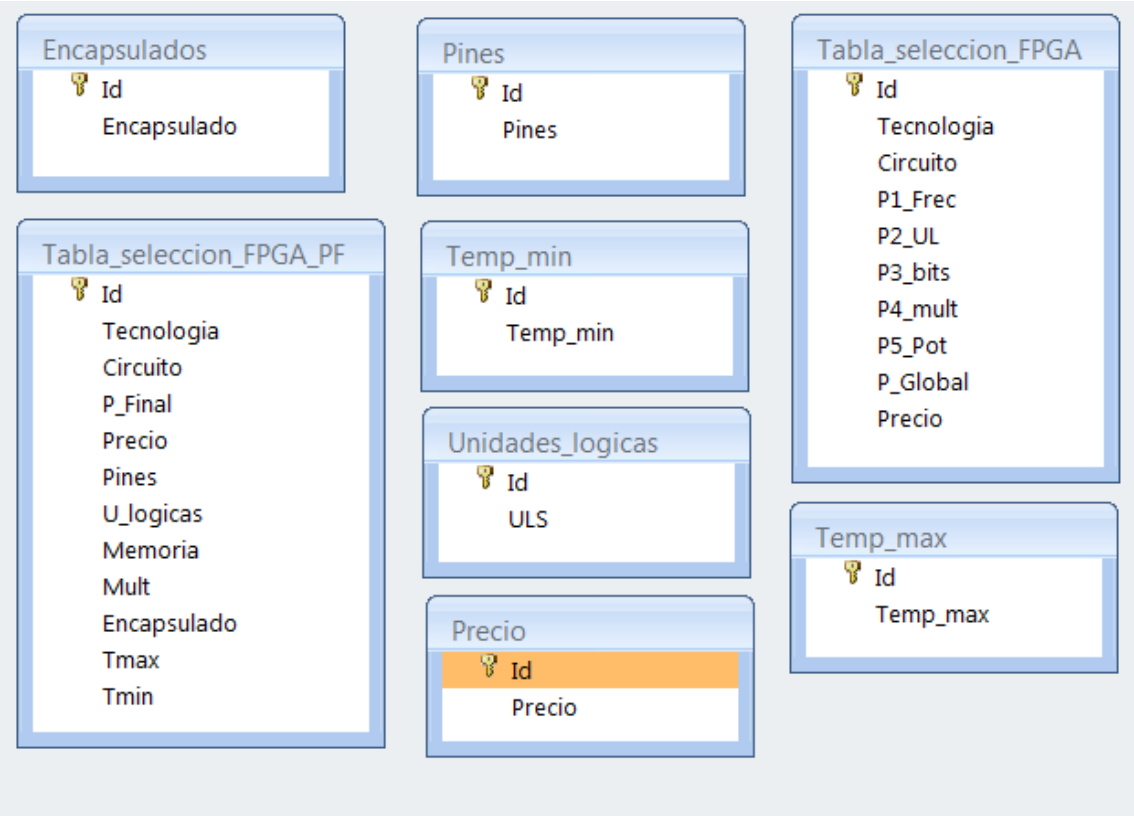 Encapsulados
Id
Encapsulado
Pines
Id
Pines
Tabla_seleccion_FPGA
Id
Tecnologia
Circuito
P1_Frec
P2_UL
P3_bits
P4_mult
P5_Pot
P_Global
Precio
Tabla_seleccion_FPGA_PF
Id
Tecnologia
Circuito
P_Final
Precio
Pines
U_logicas
Memoria
Mult
Encapsulado
Tmax
Tmin
Temp_min
Id
Temp_min
Unidades_logicas
Id
ULS
Precio
Id
Precio
Temp_max
Id
Temp_max